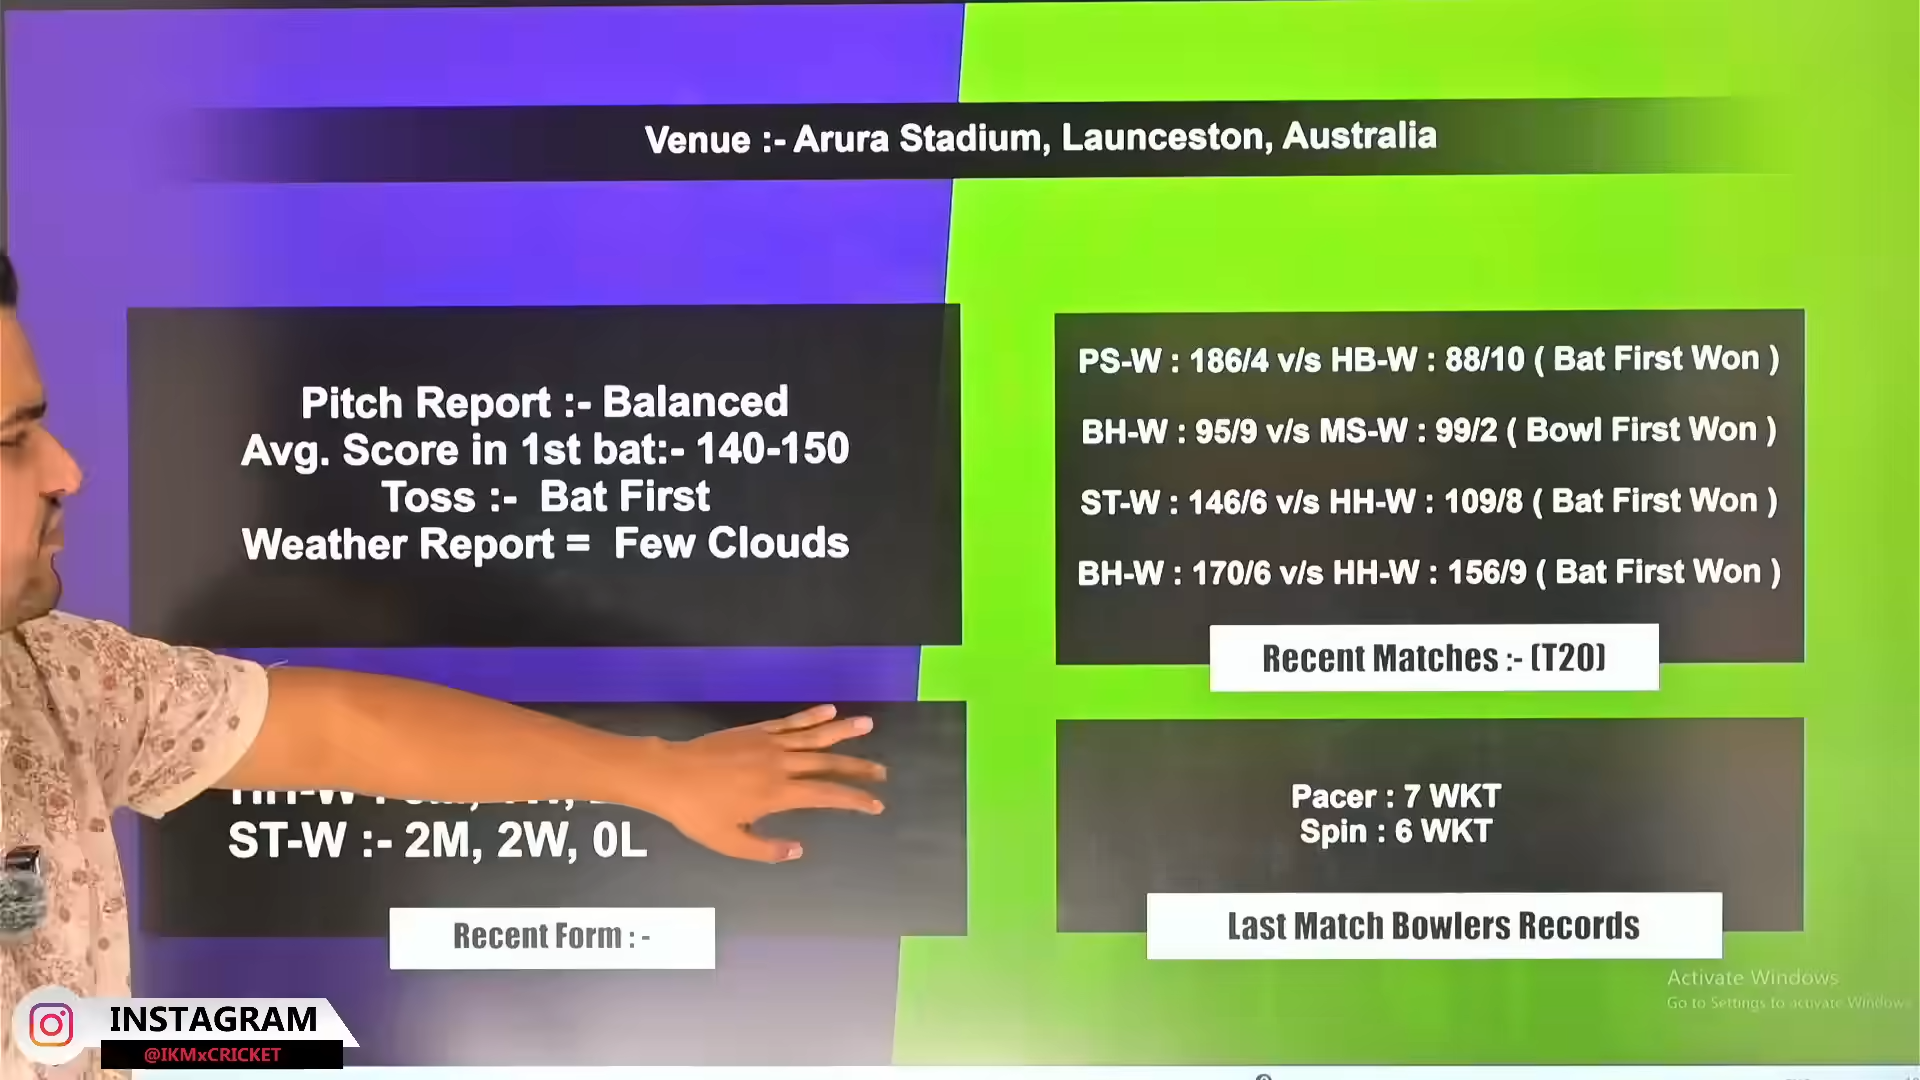 Venue :- Arura Stadium, Launceston, Australia
Pitch Report :- Balanced
Avg. Score in 1st bat:- 140-150
Toss :- Bat First
Weather Report = Few Clouds
PS-W : 186/4 v/s HB-W : 88/10 ( Bat First Won )
BH-W : 95/9 v/s MS-W : 99/2 ( Bowl First Won )
ST-W : 146/6 v/s HH-W : 109/8 ( Bat First Won )
BH-W : 170/6 v/s HH-W : 156/9 ( Bat First Won )
Recent Matches :- (T20)
HH-W :
ST-W :- 2M, 2W, 0L
Recent Form : -
Pacer : 7 WKT
Spin : 6 WKT
Last Match Bowlers Records
Activate Windows
Go to Settings to activate Windows
INSTAGRAM
@IKMxCRICKET